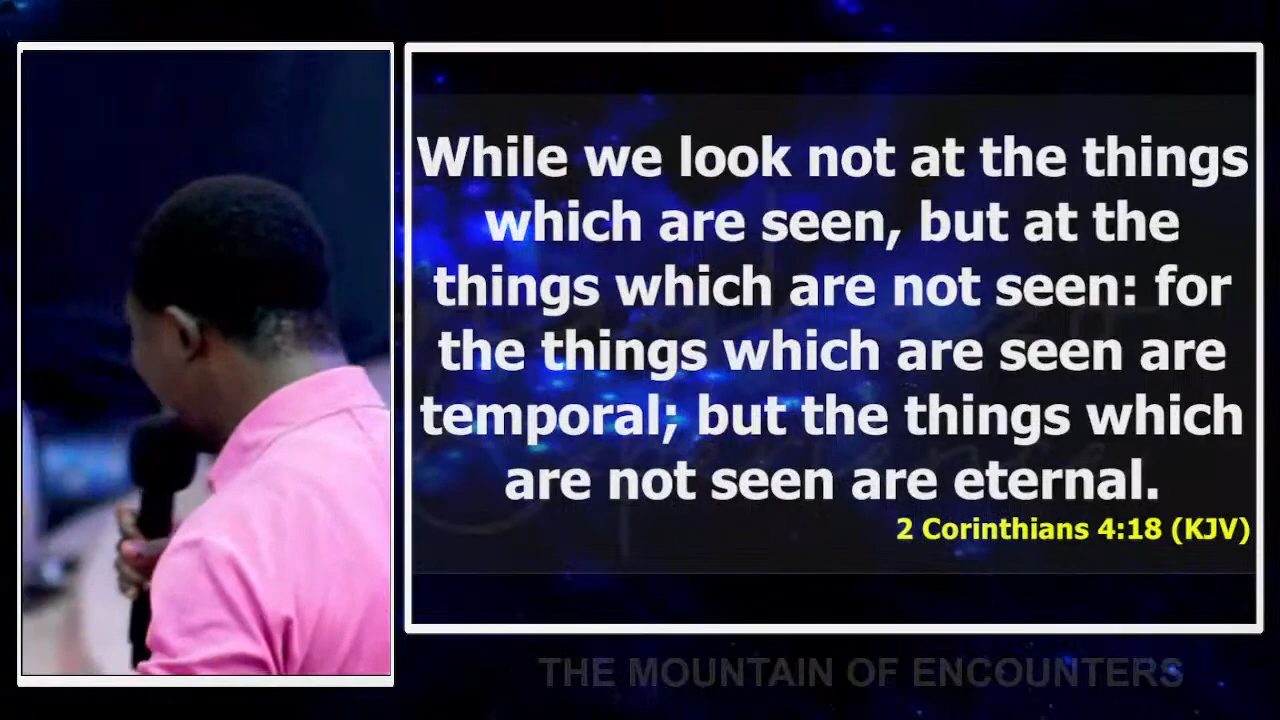 While we look not at the things
which are seen, but at the
things which are not seen: for
the things which are seen are
temporal; but the things which
are not seen are eternal.
2 Corinthians 4:18 (KJV)
THE MOUNTAIN OF ENCOUNTERS